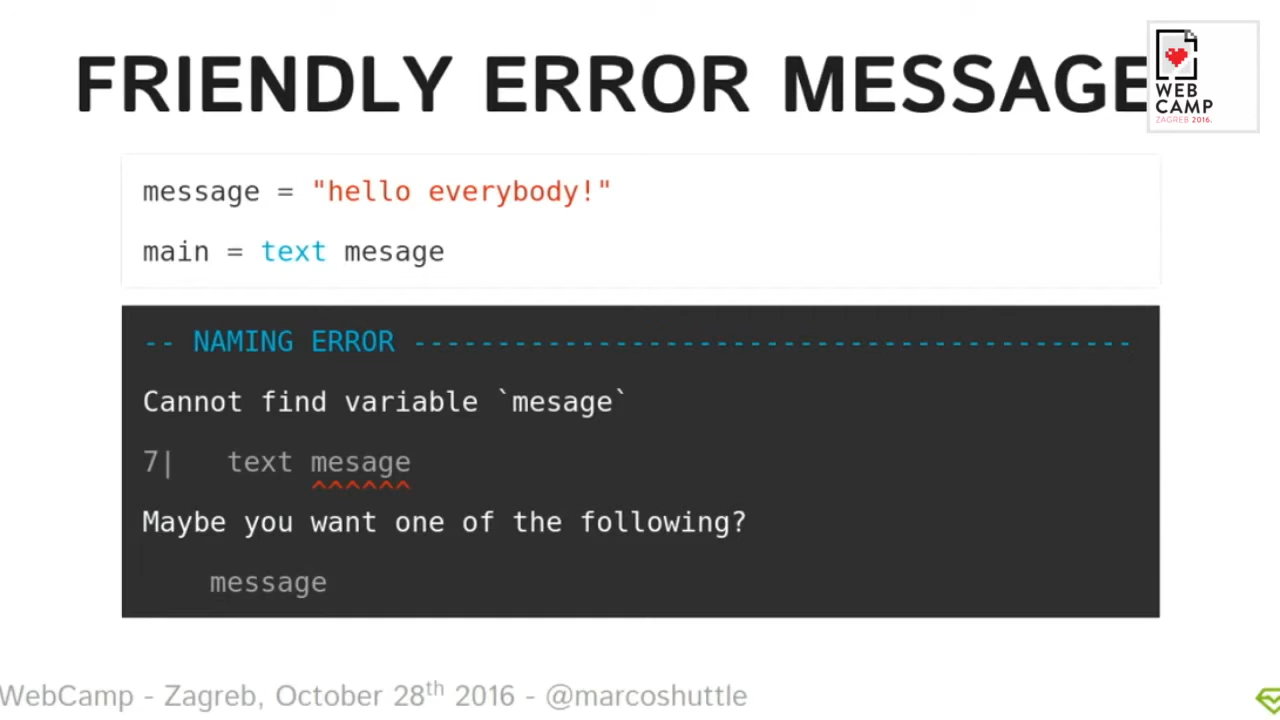 FRIENDLY ERROR MESSAGE
WEB
CAMP
ZAGREB 2016.
message = "hello everybody!"
main = text mesage
-- NAMING ERROR -------------------------------------------
Cannot find variable `mesage`
7|   text mesage
^^^^^^
Maybe you want one of the following?
message
WebCamp - Zagreb, October 28th 2016 - @marcoshuttle